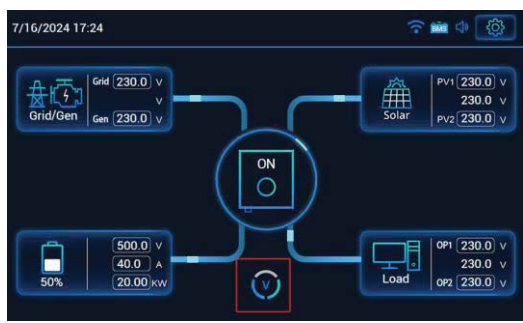 7/16/2024 17:24
BMS
Grid 230.0 V
V
Gen 230.0 V
Grid/Gen
PV1 230.0 V
230.0 V
PV2 230.0 V
Solar
ON
500.0 V
40.0 A
20.00 KW
50%
V
OP1 230.0 V
230.0 V
OP2 230.0 V
Load